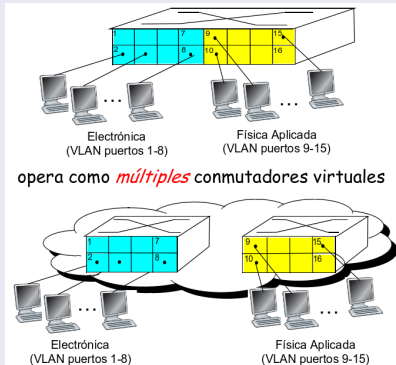 1 7 9 15
2 8 10 16
...
...
Electrónica
(VLAN puertos 1-8)
Física Aplicada
(VLAN puertos 9-15)
opera como múltiples conmutadores virtuales
1 7 9 15
2 8 10 16
...
...
Electrónica
(VLAN puertos 1-8)
Física Aplicada
(VLAN puertos 9-15)